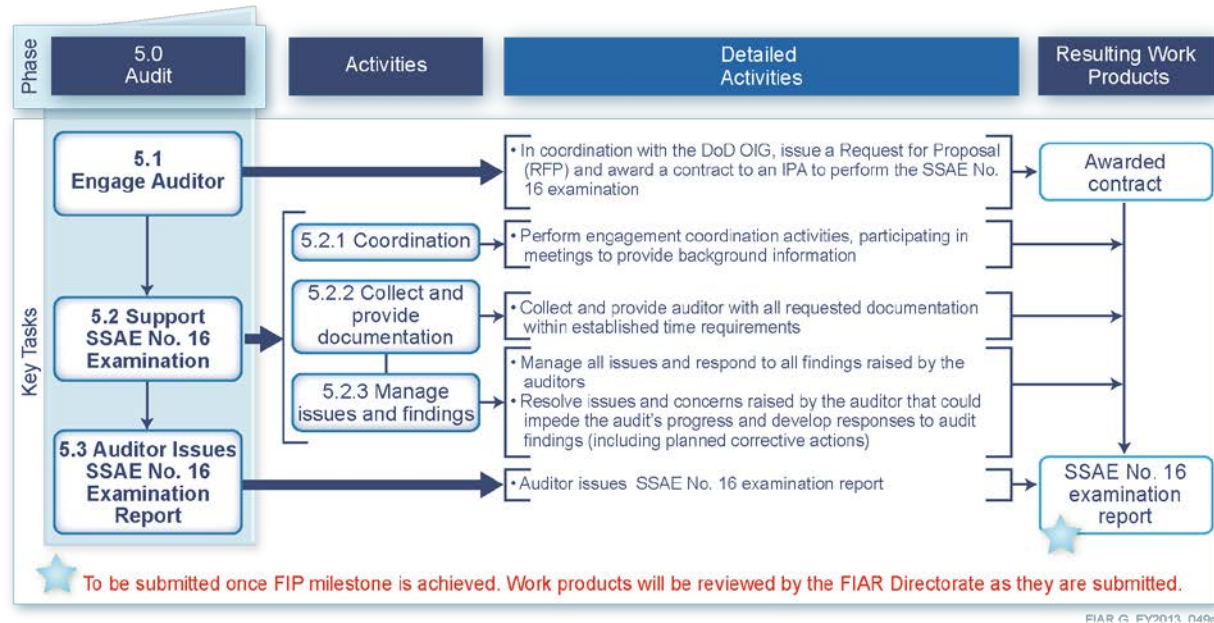 Phase
5.0
Audit
Activities
Detailed
Activities
Resulting Work
Products
Key Tasks
5.1
Engage Auditor
• In coordination with the DoD OIG, issue a Request for Proposal
(RFP) and award a contract to an IPA to perform the SSAE No.
16 examination
Awarded
contract
5.2 Support
SSAE No. 16
Examination
5.2.1 Coordination
• Perform engagement coordination activities, participating in
meetings to provide background information
5.2.2 Collect and
provide
documentation
• Collect and provide auditor with all requested documentation
within established time requirements
5.2.3 Manage
issues and findings
• Manage all issues and respond to all findings raised by the
auditors
• Resolve issues and concerns raised by the auditor that could
impede the audit's progress and develop responses to audit
findings (including planned corrective actions)
5.3 Auditor Issues
SSAE No. 16
Examination
Report
• Auditor issues SSAE No. 16 examination report
SSAE No. 16
examination
report
To be submitted once FIP milestone is achieved. Work products will be reviewed by the FIAR Directorate as they are submitted.
FIAR G_FY2013_049